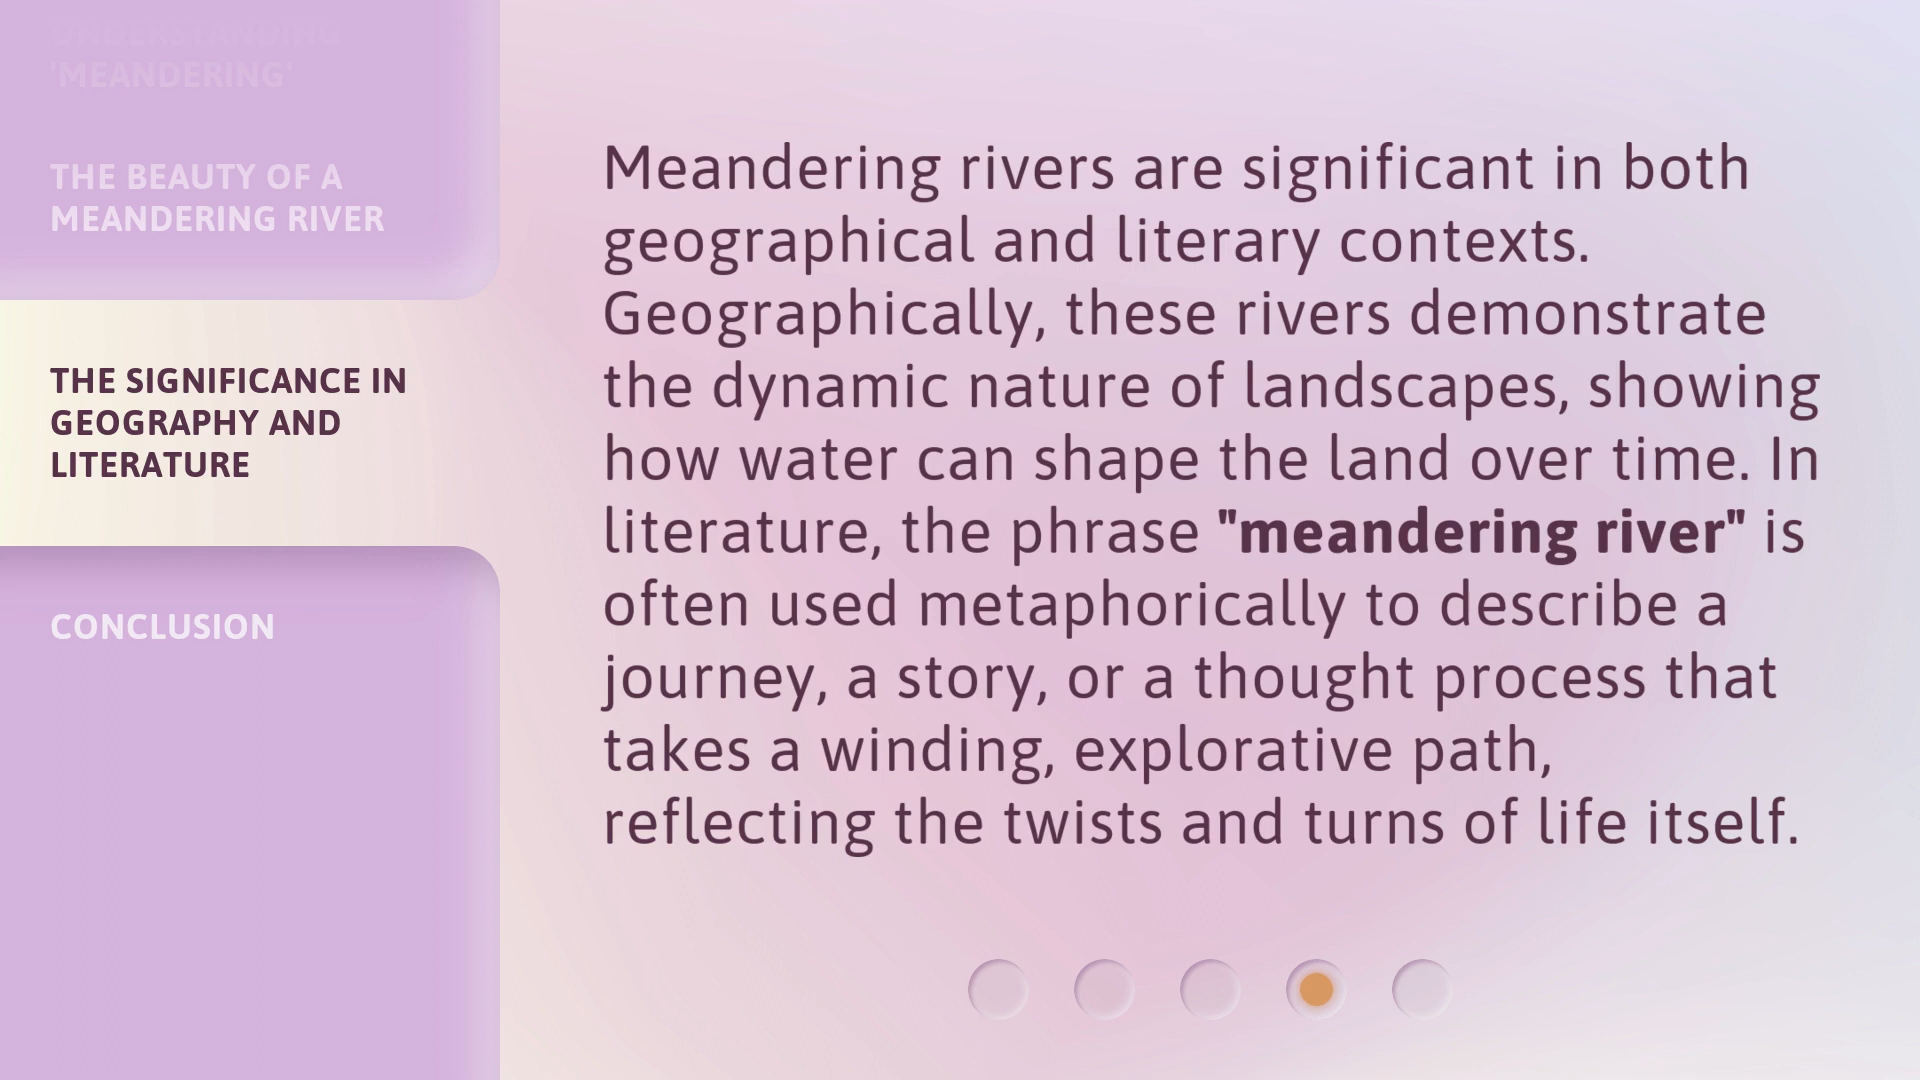 UNDERSTANDING
'MEANDERING'
THE BEAUTY OF A
MEANDERING RIVER
THE SIGNIFICANCE IN
GEOGRAPHY AND
LITERATURE
CONCLUSION
Meandering rivers are significant in both
geographical and literary contexts.
Geographically, these rivers demonstrate
the dynamic nature of landscapes, showing
how water can shape the land over time. In
literature, the phrase "meandering river" is
often used metaphorically to describe a
journey, a story, or a thought process that
takes a winding, explorative path,
reflecting the twists and turns of life itself.